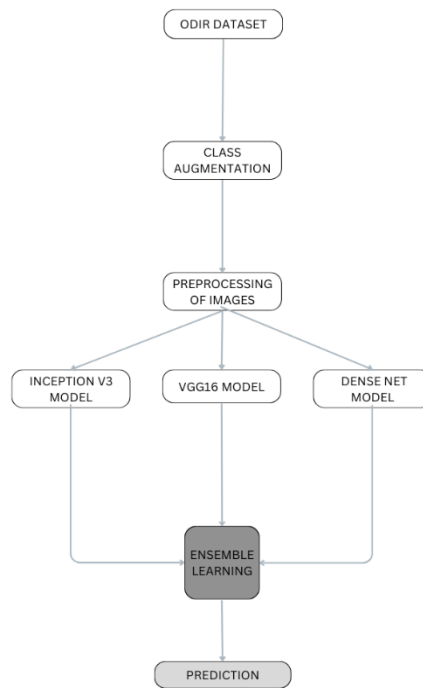 ODIR DATASET
CLASS
AUGMENTATION
PREPROCESSING
OF IMAGES
INCEPTION V3
MODEL
VGG16 MODEL
DENSE NET
MODEL
ENSEMBLE
LEARNING
PREDICTION